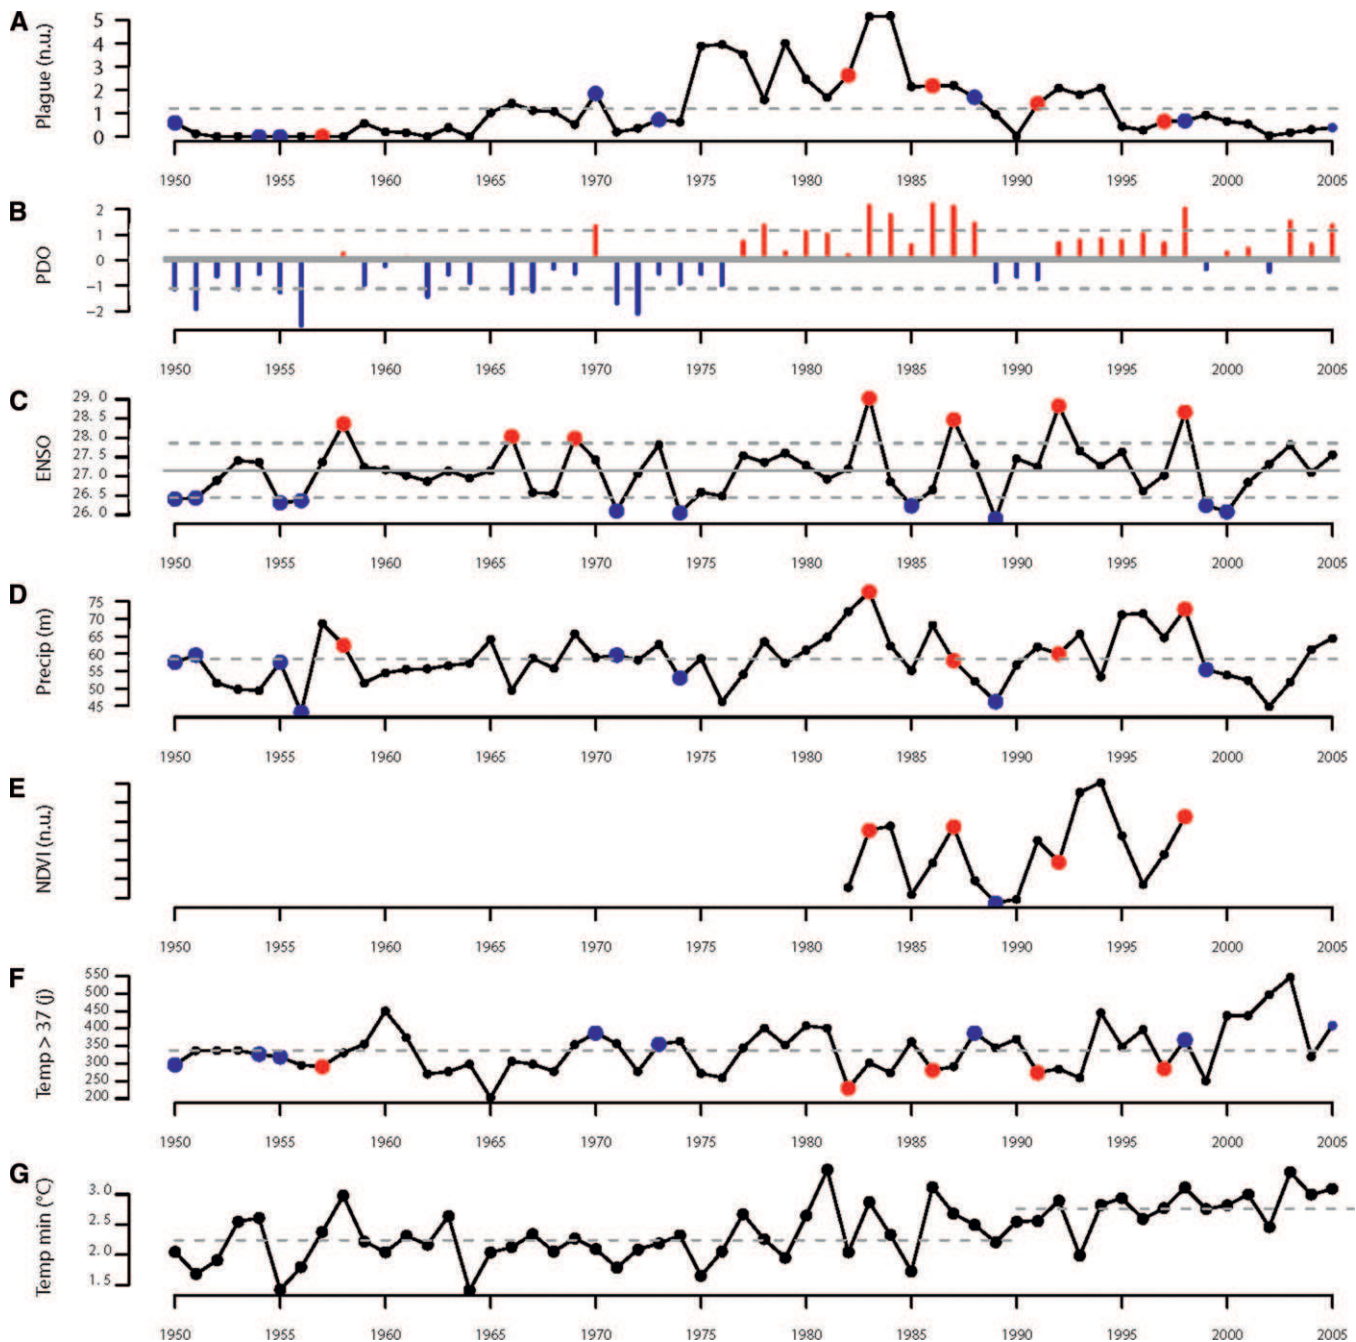 A
Plague (n.u.)
5
4
3
2
1
0
1950 1955 1960 1965 1970 1975 1980 1985 1990 1995 2000 2005
B
PDO
2
1
0
−1
−2
1950 1955 1960 1965 1970 1975 1980 1985 1990 1995 2000 2005
C
ENSO
29. 0
28. 5
28. 0
27. 5
27. 0
26. 5
26. 0
1950 1955 1960 1965 1970 1975 1980 1985 1990 1995 2000 2005
D
Precip (m)
75
70
65
60
55
50
45
1950 1955 1960 1965 1970 1975 1980 1985 1990 1995 2000 2005
E
NDVI (n.u.)
1950 1955 1960 1965 1970 1975 1980 1985 1990 1995 2000 2005
F
Temp > 37 (j)
550
500
450
400
350
300
250
200
1950 1955 1960 1965 1970 1975 1980 1985 1990 1995 2000 2005
G
Temp min (°C)
3. 0
2. 5
2. 0
1. 5
1950 1955 1960 1965 1970 1975 1980 1985 1990 1995 2000 2005